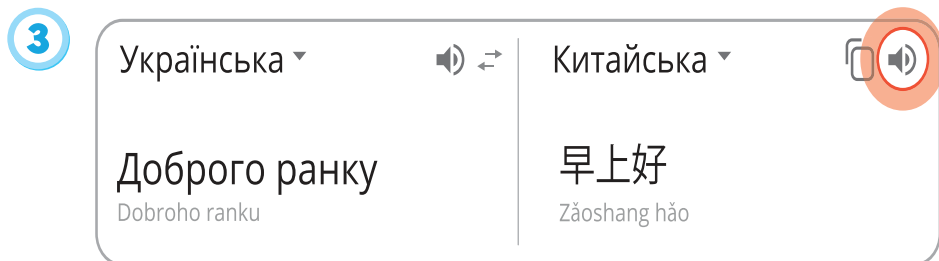 3
Українська
Доброго ранку
Dobroho ranku
Китайська
早上好
Zǎoshang hǎo